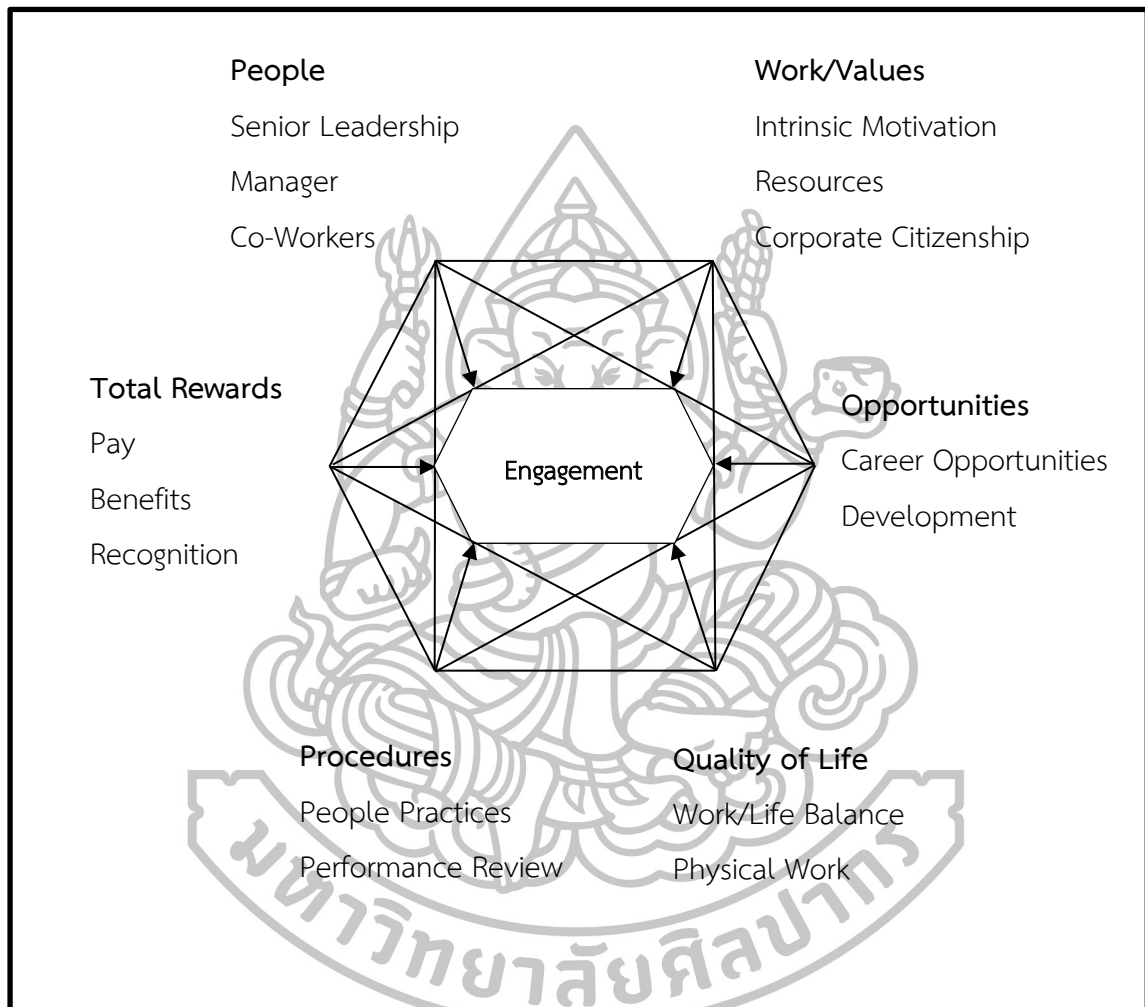 People
Senior Leadership
Manager
Co-Workers
Work/Values
Intrinsic Motivation
Resources
Corporate Citizenship
Total Rewards
Pay
Benefits
Recognition
Engagement
Opportunities
Career Opportunities
Development
Procedures
People Practices
Performance Review
Quality of Life
Work/Life Balance
Physical Work
มหาวิทยาลัยศิลปากร